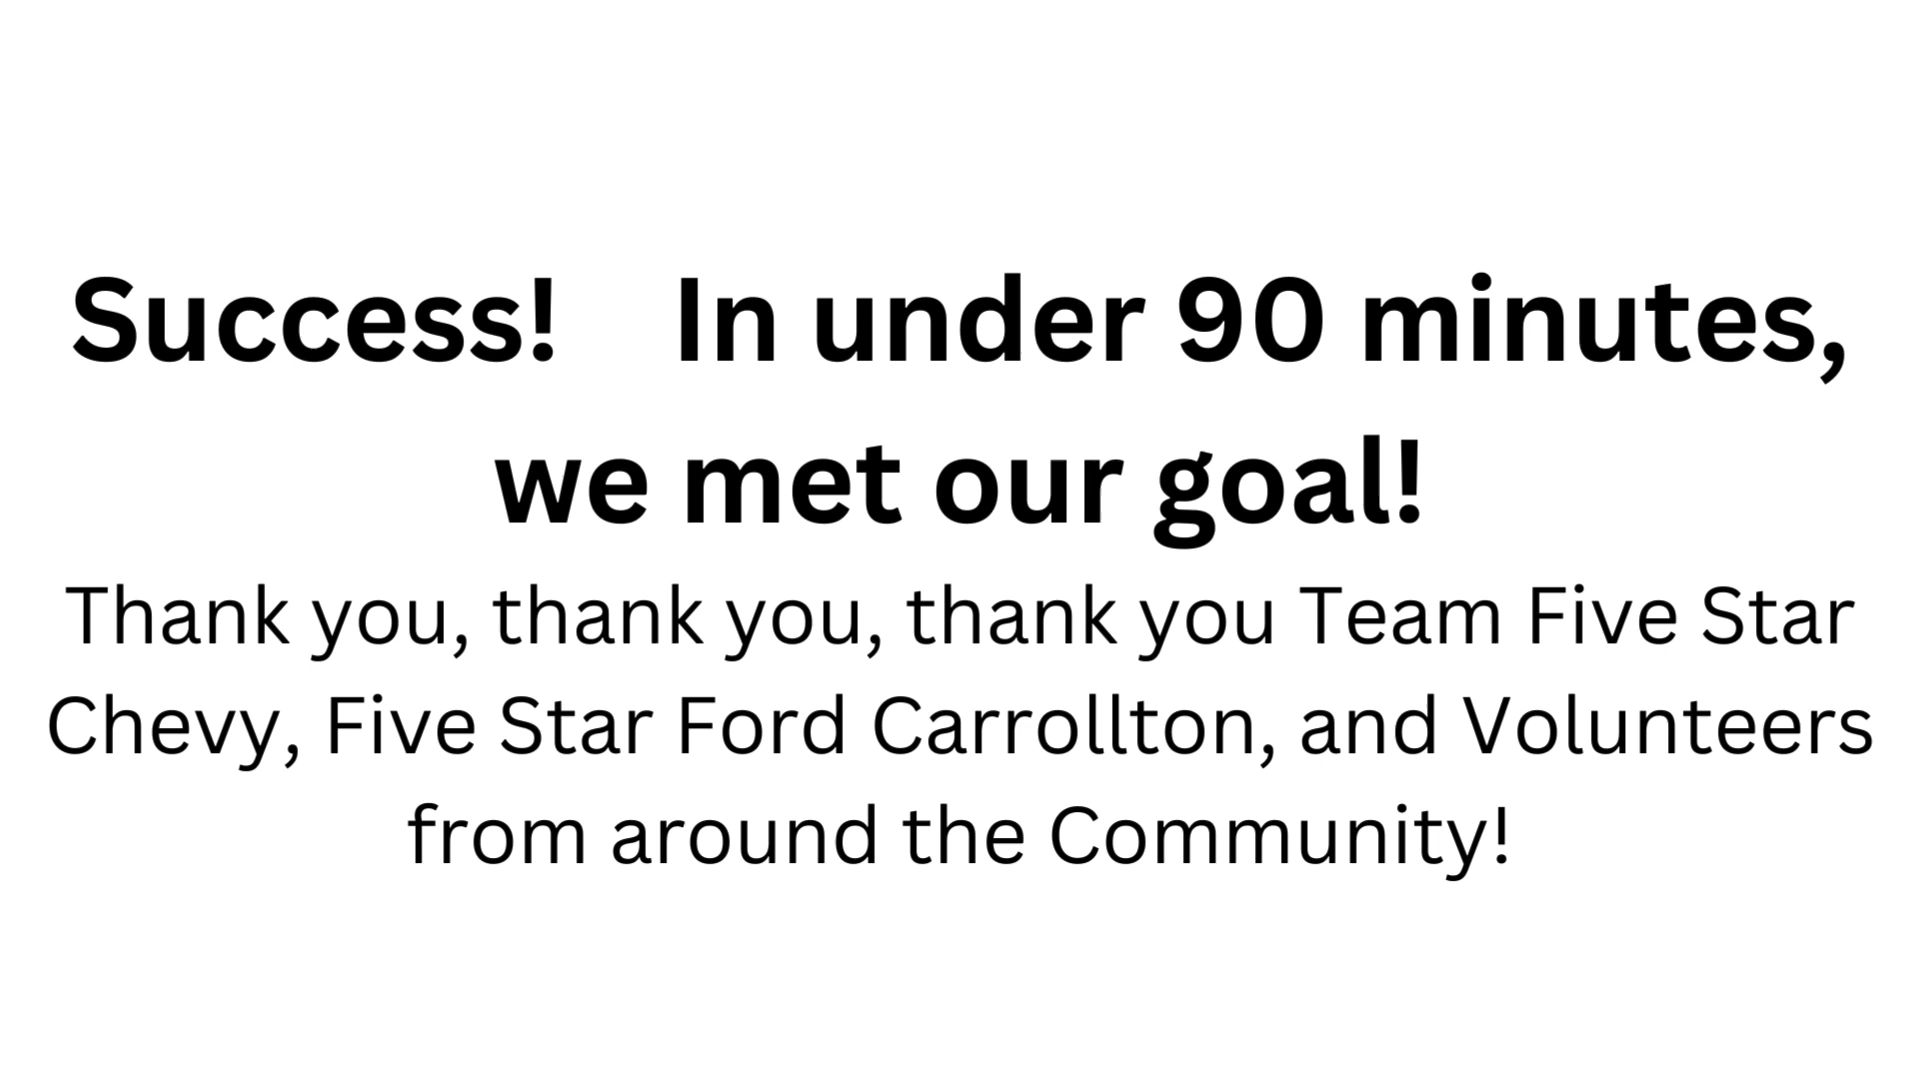 Success!   In under 90 minutes,
we met our goal!
Thank you, thank you, thank you Team Five Star
Chevy, Five Star Ford Carrollton, and Volunteers
from around the Community!